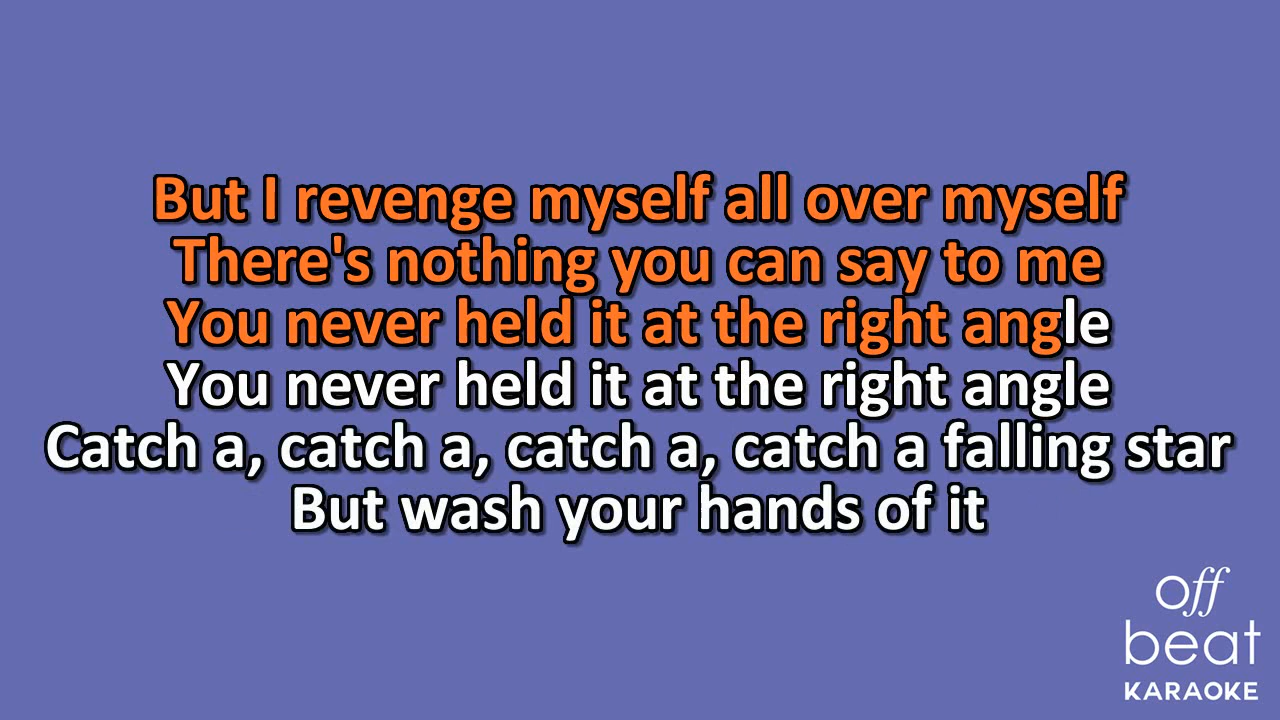 But I revenge myself all over myself
There's nothing you can say to me
You never held it at the right angle
You never held it at the right angle
Catch a, catch a, catch a, catch a falling star
But wash your hands of it
off
beat
KARAOKE